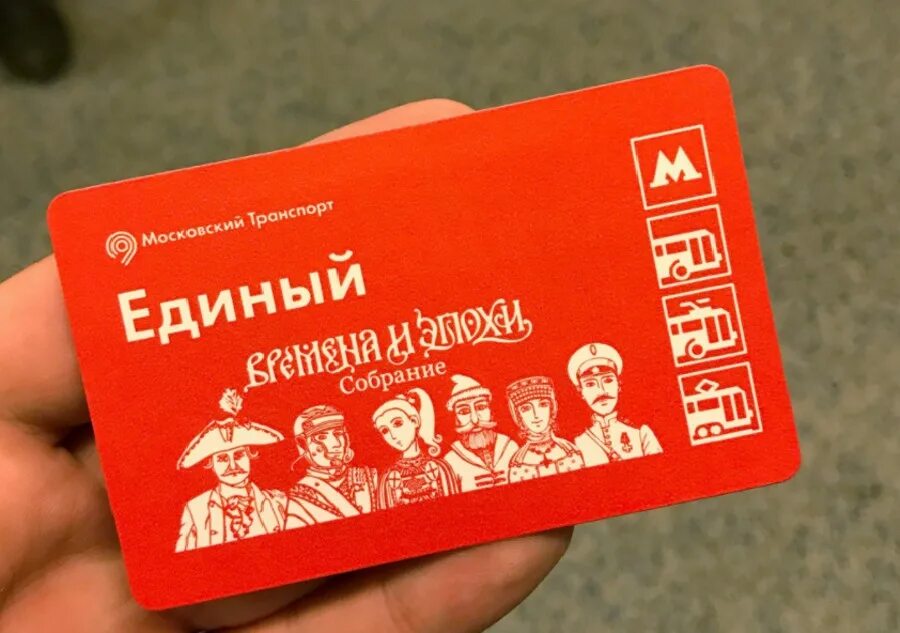 Московский Транспорт
Единый
ВРЕМЕНА И ЭПОХИ
Собрание
М